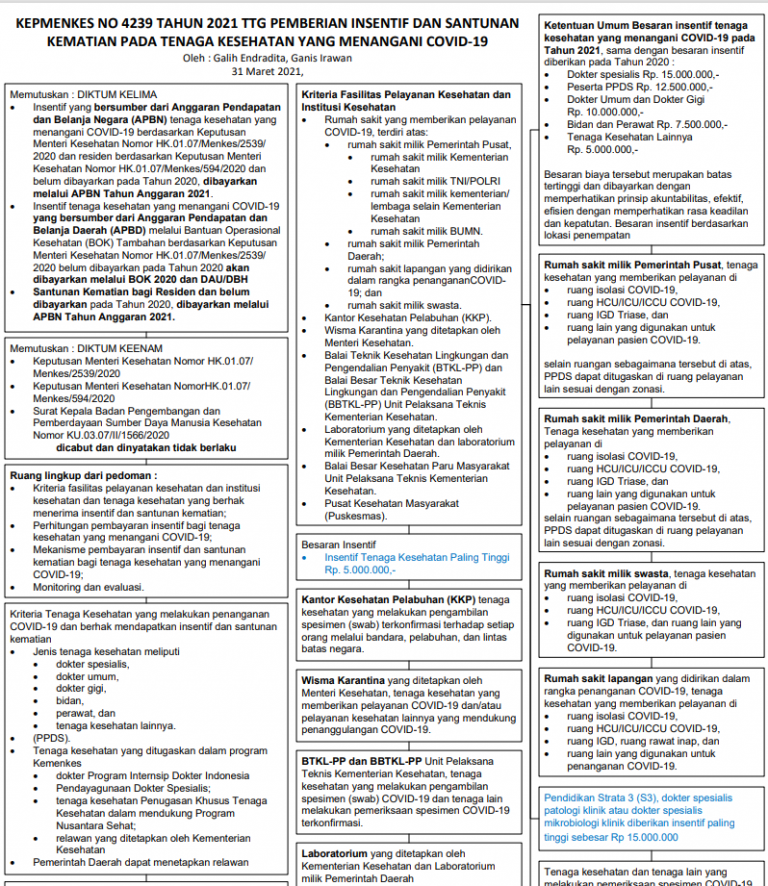 KEPMENKES NO 4239 TAHUN 2021 TTG PEMBERIAN INSENTIF DAN SANTUNAN
KEMATIAN PADA TENAGA KESEHATAN YANG MENANGANI COVID-19
Oleh : Galih Endradita, Ganis Irawan
31 Maret 2021,
Memutuskan : DIKTUM KELIMA
• Insentif yang bersumber dari Anggaran Pendapatan
dan Belanja Negara (APBN) tenaga kesehatan yang
menangani COVID-19 berdasarkan Keputusan
Menteri Kesehatan Nomor HK.01.07/Menkes/2539/
2020 dan residen berdasarkan Keputusan Menteri
Kesehatan Nomor HK.01.07/Menkes/594/2020 dan
belum dibayarkan pada Tahun 2020, dibayarkan
melalui APBN Tahun Anggaran 2021.
• Insentif tenaga kesehatan yang menangani COVID-19
yang bersumber dari Anggaran Pendapatan dan
Belanja Daerah (APBD) melalui Bantuan Operasional
Kesehatan (BOK) Tambahan berdasarkan Keputusan
Menteri Kesehatan Nomor HK.01.07/Menkes/2539/
2020 belum dibayarkan pada Tahun 2020 akan
dibayarkan melalui BOK 2020 dan DAU/DBH
• Santunan Kematian bagi Residen dan belum
dibayarkan pada Tahun 2020, dibayarkan melalui
APBN Tahun Anggaran 2021.
Memutuskan : DIKTUM KEENAM
• Keputusan Menteri Kesehatan Nomor HK.01.07/
Menkes/2539/2020
• Keputusan Menteri Kesehatan NomorHK.01.07/
Menkes/594/2020
• Surat Kepala Badan Pengembangan dan
Pemberdayaan Sumber Daya Manusia Kesehatan
Nomor KU.03.07/II/1566/2020
dicabut dan dinyatakan tidak berlaku
Ruang lingkup dari pedoman :
• Kriteria fasilitas pelayanan kesehatan dan institusi
kesehatan dan tenaga kesehatan yang berhak
menerima insentif dan santunan kematian;
• Perhitungan pembayaran insentif bagi tenaga
kesehatan yang menangani COVID-19;
• Mekanisme pembayaran insentif dan santunan
kematian bagi tenaga kesehatan yang menangani
COVID-19;
• Monitoring dan evaluasi.
Kriteria Tenaga Kesehatan yang melakukan penanganan
COVID-19 dan berhak mendapatkan insentif dan santunan
kematian
• Jenis tenaga kesehatan meliputi
• dokter spesialis,
• dokter umum,
• dokter gigi,
• bidan,
• perawat, dan
• tenaga kesehatan lainnya.
• (PPDS).
• Tenaga kesehatan yang ditugaskan dalam program
Kemenkes
• dokter Program Internsip Dokter Indonesia
• Pendayagunaan Dokter Spesialis;
• tenaga kesehatan Penugasan Khusus Tenaga
Kesehatan dalam mendukung Program
Nusantara Sehat;
• relawan yang ditetapkan oleh Kementerian
Kesehatan
• Pemerintah Daerah dapat menetapkan relawan
Kriteria Fasilitas Pelayanan Kesehatan dan
Institusi Kesehatan
• Rumah sakit yang memberikan pelayanan
COVID-19, terdiri atas:
• rumah sakit milik Pemerintah Pusat,
• rumah sakit milik Kementerian
Kesehatan
• rumah sakit milik TNI/POLRI
• rumah sakit milik kementerian/
lembaga selain Kementerian
Kesehatan
• rumah sakit milik BUMN.
• rumah sakit milik Pemerintah
Daerah;
• rumah sakit lapangan yang didirikan
dalam rangka penangananCOVID-
19; dan
• rumah sakit milik swasta.
• Kantor Kesehatan Pelabuhan (KKP).
• Wisma Karantina yang ditetapkan oleh
Menteri Kesehatan.
• Balai Teknik Kesehatan Lingkungan dan
Pengendalian Penyakit (BTKL-PP) dan
Balai Besar Teknik Kesehatan
Lingkungan dan Pengendalian Penyakit
(BBTKL-PP) Unit Pelaksana Teknis
Kementerian Kesehatan.
• Laboratorium yang ditetapkan oleh
Kementerian Kesehatan dan laboratorium
milik Pemerintah Daerah.
• Balai Besar Kesehatan Paru Masyarakat
Unit Pelaksana Teknis Kementerian
Kesehatan.
• Pusat Kesehatan Masyarakat
(Puskesmas).
Besaran Insentif
• Insentif Tenaga Kesehatan Paling Tinggi
Rp. 5.000.000,-
Kantor Kesehatan Pelabuhan (KKP) tenaga
kesehatan yang melakukan pengambilan
spesimen (swab) terkonfirmasi terhadap setiap
orang melalui bandara, pelabuhan, dan lintas
batas negara.
Wisma Karantina yang ditetapkan oleh
Menteri Kesehatan, tenaga kesehatan yang
memberikan pelayanan COVID-19 dan/atau
pelayanan kesehatan lainnya yang mendukung
penanggulangan COVID-19.
BTKL-PP dan BBTKL-PP Unit Pelaksana
Teknis Kementerian Kesehatan, tenaga
kesehatan yang melakukan pengambilan
spesimen (swab) COVID-19 dan tenaga lain
melakukan pemeriksaan spesimen COVID-19
terkonfirmasi.
Laboratorium yang ditetapkan oleh
Kementerian Kesehatan dan Laboratorium
milik Pemerintah Daerah
Ketentuan Umum Besaran insentif tenaga
kesehatan yang menangani COVID-19 pada
Tahun 2021, sama dengan besaran insentif
diberikan pada Tahun 2020 :
• Dokter spesialis Rp. 15.000.000,-
• Peserta PPDS Rp. 12.500.000,-
• Dokter Umum dan Dokter Gigi
Rp. 10.000.000,-
• Bidan dan Perawat Rp. 7.500.000,-
• Tenaga Kesehatan Lainnya
Rp. 5.000.000,-
Besaran biaya tersebut merupakan batas
tertinggi dan dibayarkan dengan
memperhatikan prinsip akuntabilitas, efektif,
efisien dengan memperhatikan rasa keadilan
dan kepatutan. Besaran insentif berdasarkan
lokasi penempatan
Rumah sakit milik Pemerintah Pusat, tenaga
kesehatan yang memberikan pelayanan di
• ruang isolasi COVID-19,
• ruang HCU/ICU/ICCU COVID-19,
• ruang IGD Triase, dan
• ruang lain yang digunakan untuk
pelayanan pasien COVID-19.
selain ruangan sebagaimana tersebut di atas,
PPDS dapat ditugaskan di ruang pelayanan
lain sesuai dengan zonasi.
Rumah sakit milik Pemerintah Daerah,
Tenaga kesehatan yang memberikan
pelayanan di
• ruang isolasi COVID-19,
• ruang HCU/ICU/ICCU COVID-19,
• ruang IGD Triase, dan
• ruang lain yang digunakan untuk
pelayanan pasien COVID-19.
selain ruangan sebagaimana tersebut di atas,
PPDS dapat ditugaskan di ruang pelayanan
lain sesuai dengan zonasi.
Rumah sakit milik swasta, tenaga kesehatan
yang memberikan pelayanan di
• ruang isolasi COVID-19,
• ruang HCU/ICU/ICCU COVID-19,
• ruang IGD Triase, dan ruang lain yang
digunakan untuk pelayanan pasien
COVID-19.
Rumah sakit lapangan yang didirikan dalam
rangka penanganan COVID-19, tenaga
kesehatan yang memberikan pelayanan di
• ruang isolasi COVID-19,
• ruang HCU/ICU/ICCU COVID-19,
• ruang IGD, ruang rawat inap, dan
• ruang lain yang digunakan untuk
penanganan COVID-19.
Pendidikan Strata 3 (S3), dokter spesialis
patologi klinik atau dokter spesialis
mikrobiologi klinik diberikan insentif paling
tinggi sebesar Rp 15.000.000
Tenaga kesehatan dan tenaga lain yang
melakukan pemeriksaan spesimen COVID-19